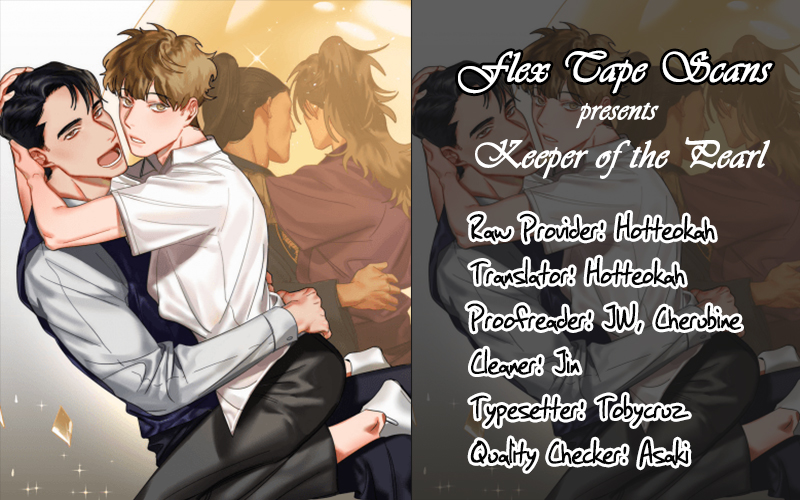 Flex Tape Scans
presents
Keeper of the Pearl
Raw Provider: Hotteokah
Translator: Hotteokah
Proofreader: JW, Cherubine
Cleaner: Jin
Typesetter: Tobycruz
Quality Checker: Asaki